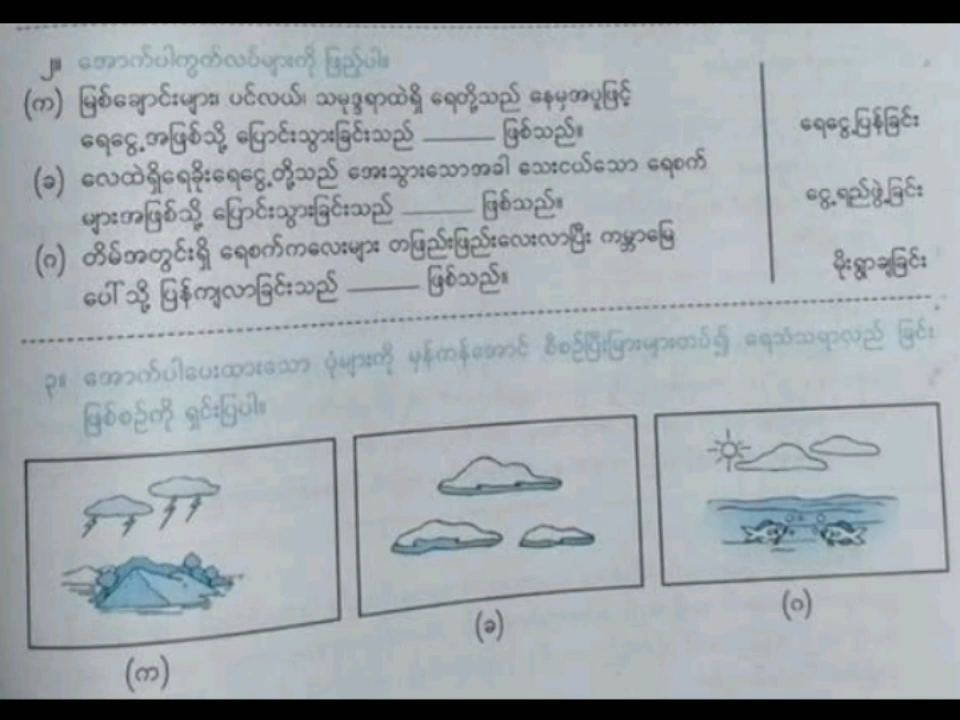 ၂။ အောက်ပါကွက်လပ်များကို ဖြည့်ပါ။
(က) မြစ်ချောင်းများ၊ ပင်လယ်၊ သမုဒ္ဒရာထဲရှိ ရေတို့သည် နေမှအပူဖြင့်
ရေငွေ့အဖြစ်သို့ ပြောင်းသွားခြင်းသည် ______ ဖြစ်သည်။
ရေငွေ့ပြန်ခြင်း
(ခ) လေထဲရှိရေခိုးရေငွေ့တို့သည် အေးသွားသောအခါ သေးငယ်သော ရေစက်
များအဖြစ်သို့ ပြောင်းသွားခြင်းသည် ______ ဖြစ်သည်။
ငွေ့ရည်ဖွဲ့ခြင်း
(ဂ) တိမ်အတွင်းရှိ ရေစက်ကလေးများ တဖြည်းဖြည်းလေးလာပြီး ကမ္ဘာမြေ
ပေါ်သို့ ပြန်ကျလာခြင်းသည် ______ ဖြစ်သည်။
မိုးရွာချခြင်း
၃။ အောက်ပါပေးထားသော ပုံများကို မှန်ကန်အောင် စီစဉ်ပြီးမြားများတပ်၍ ရေသံသရာလည် ခြင်း
ဖြစ်စဉ်ကို ရှင်းပြပါ။
(က)
(ခ)
(ဂ)